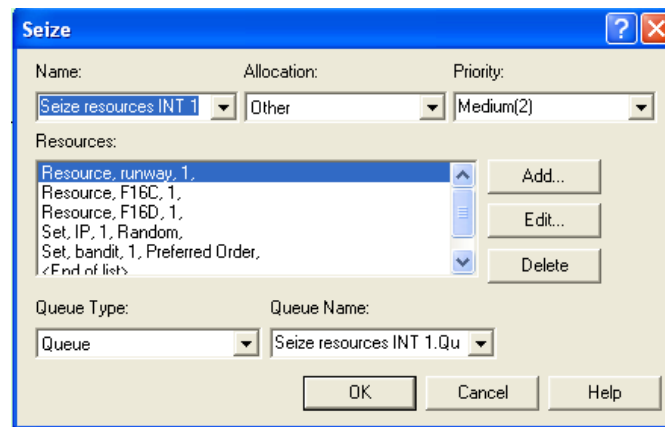 Seize
Name: Allocation: Priority:
Seize resources INT 1 Other Medium(2)
Resources:
Resource, runway, 1,
Resource, F16C, 1,
Resource, F16D, 1,
Set, IP, 1, Random,
Set, bandit, 1, Preferred Order,
<End of list>
Add...
Edit...
Delete
Queue Type: Queue Name:
Queue Seize resources INT 1.Qu
OK Cancel Help